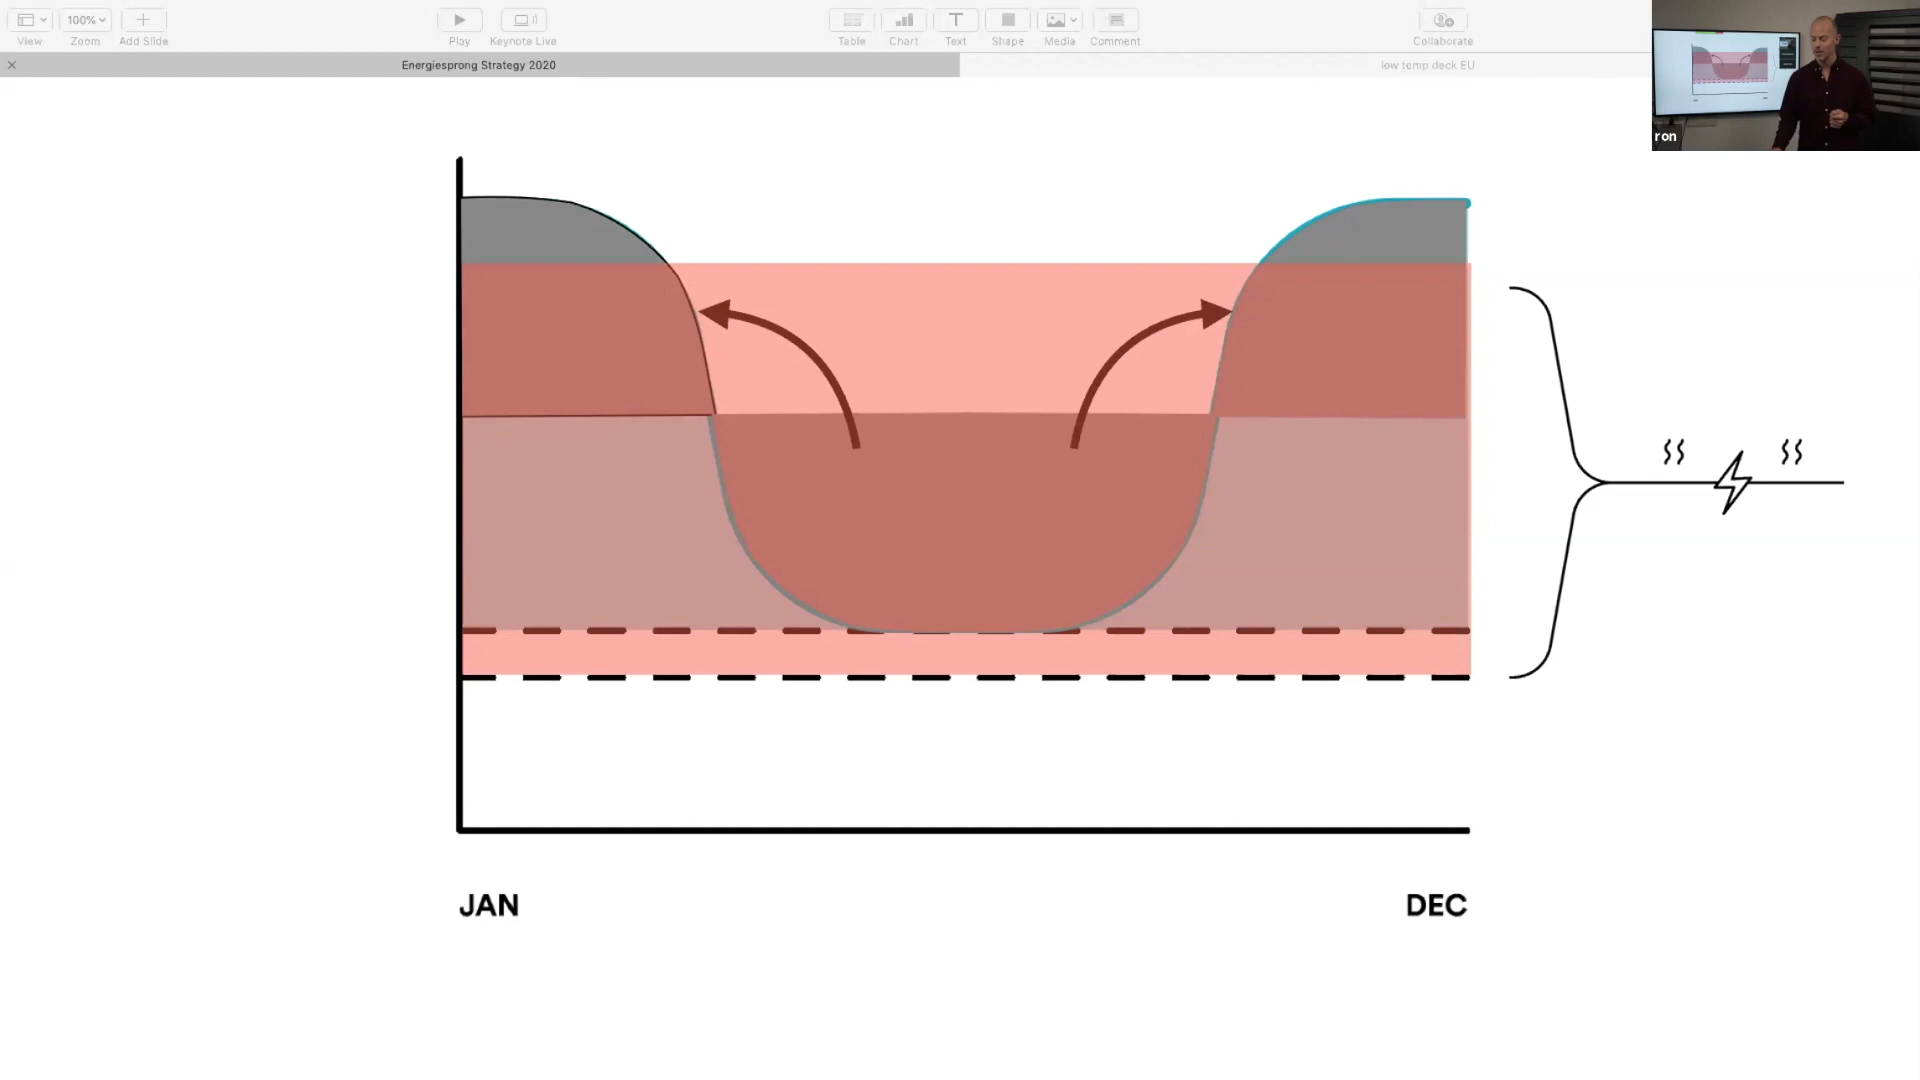 100%
View
Zoom
Add Slide
Play
Keynote Live
Table
Chart
Text
Shape
Media
Comment
Collaborate
Energiesprong Strategy 2020
low temp deck EU
ron
JAN
DEC